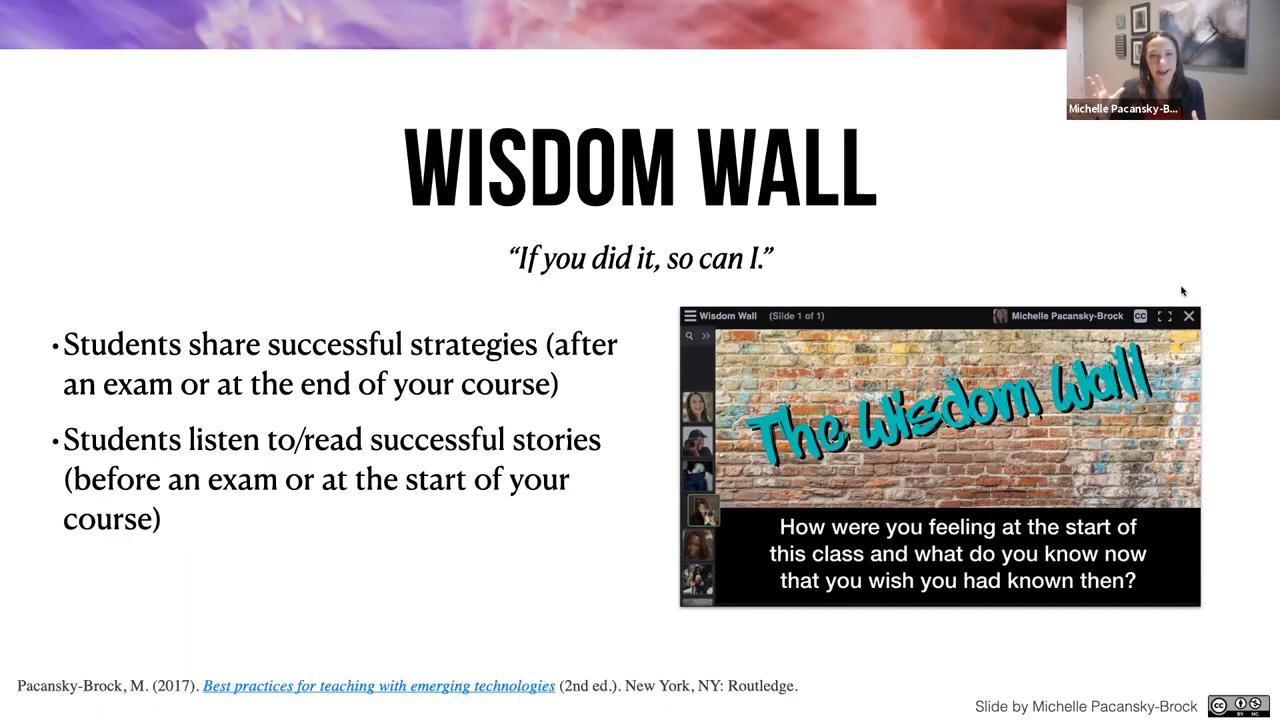 Michelle Pacansky-B...
WISDOM WALL
“If you did it, so can I.”
•Students share successful strategies (after
an exam or at the end of your course)
•Students listen to/read successful stories
(before an exam or at the start of your
course)
Wisdom Wall (Slide 1 of 1) Michelle Pacansky-Brock CC
The Wisdom Wall
How were you feeling at the start of
this class and what do you know now
that you wish you had known then?
Pacansky-Brock, M. (2017). Best practices for teaching with emerging technologies (2nd ed.). New York, NY: Routledge.
Slide by Michelle Pacansky-Brock
CC BY NC